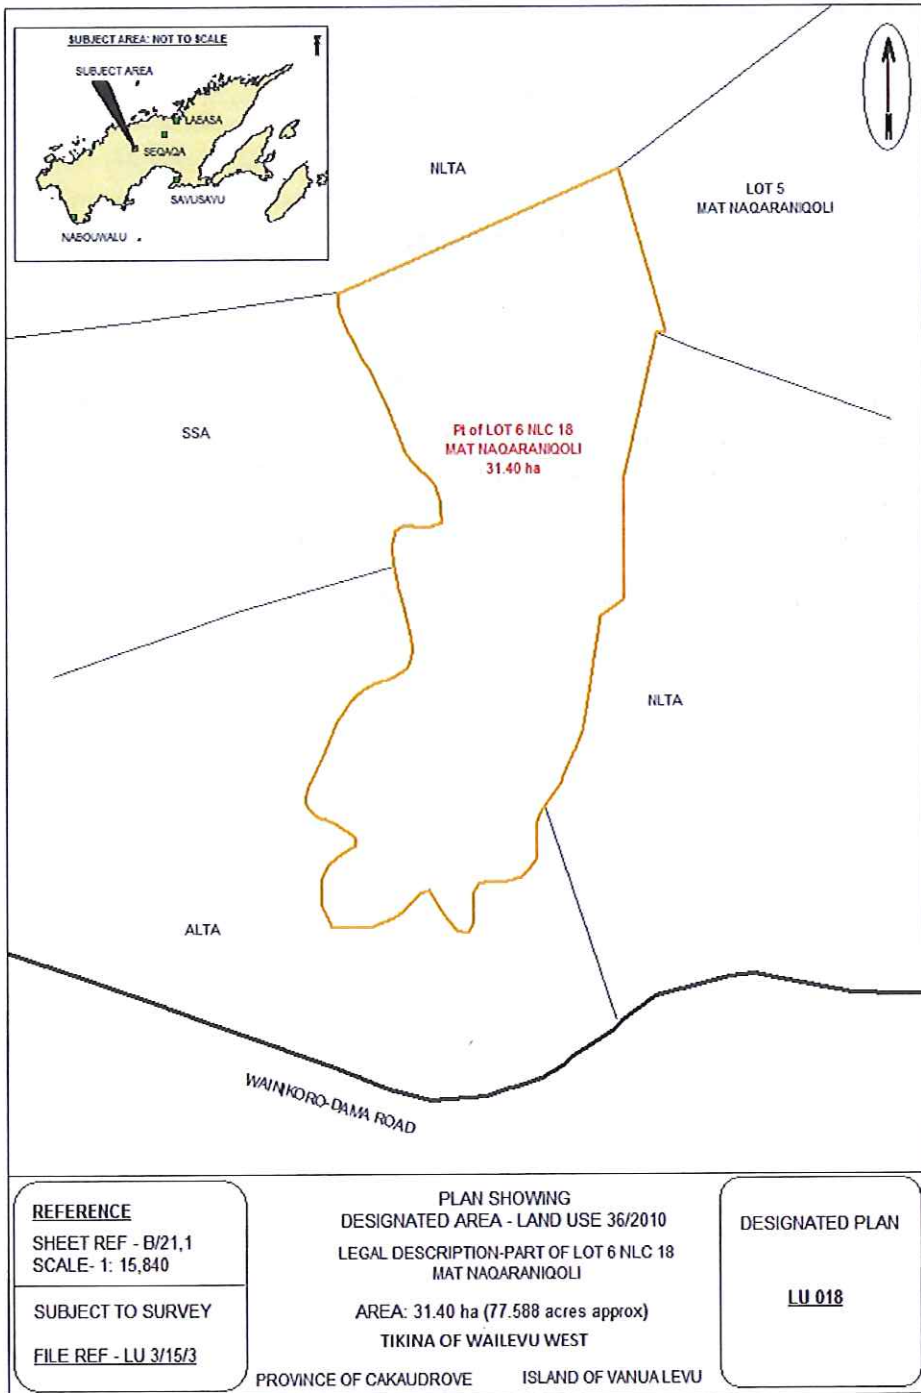 SUBJECT AREA: NOT TO SCALE
SUBJECT AREA
LABASA
SEQAQA
SAVUSAVU
NABOUWALU
N
NLTA
LOT 5
MAT NAQARANIQOLI
SSA
Pt of LOT 6 NLC 18
MAT NAQARANIQOLI
31.40 ha
NLTA
ALTA
WAINIKORO-DAMA ROAD
REFERENCE
SHEET REF - B/21,1
SCALE- 1: 15,840
SUBJECT TO SURVEY
FILE REF - LU 3/15/3
PLAN SHOWING
DESIGNATED AREA - LAND USE 36/2010
LEGAL DESCRIPTION-PART OF LOT 6 NLC 18
MAT NAQARANIQOLI
AREA: 31.40 ha (77.588 acres approx)
TIKINA OF WAILEVU WEST
PROVINCE OF CAKAUDROVE ISLAND OF VANUA LEVU
DESIGNATED PLAN
LU 018